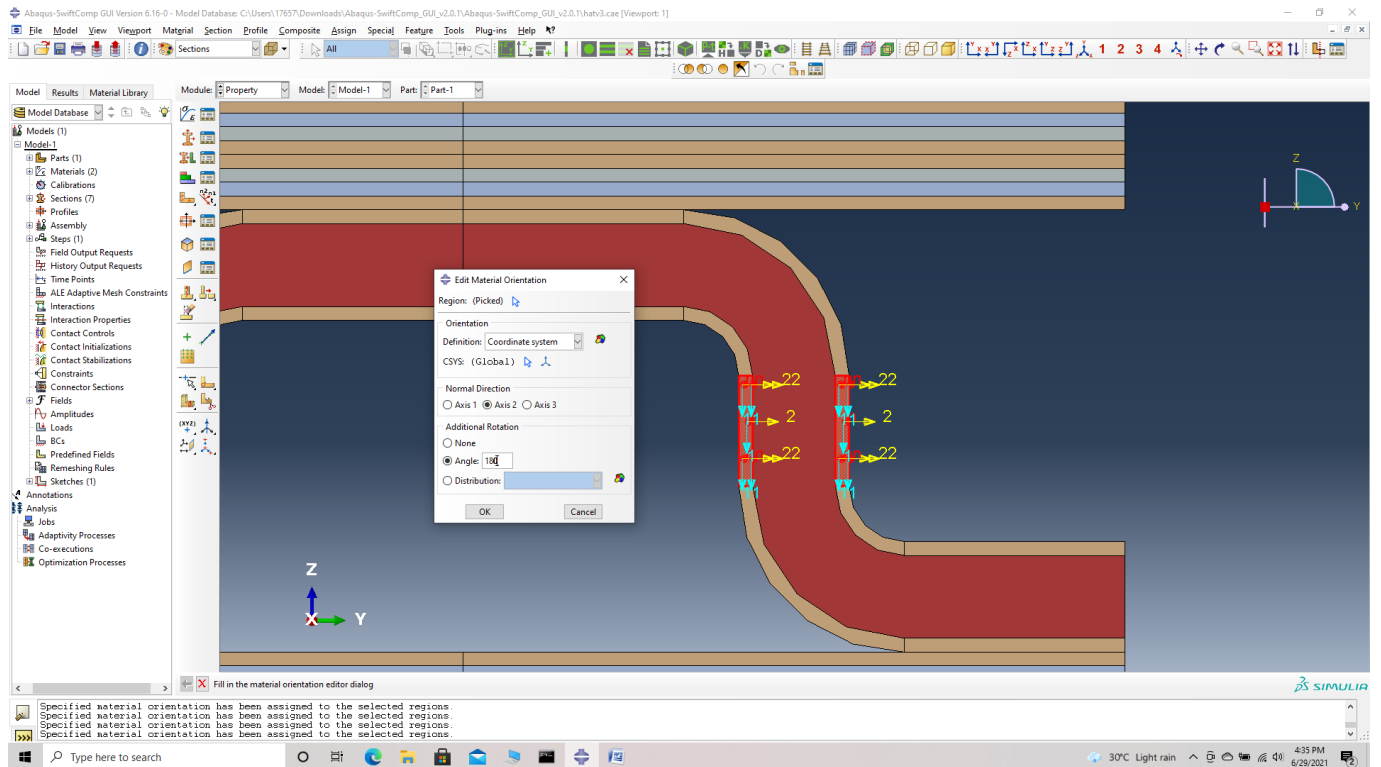 Abaqus-SwiftComp GUI Version 6.16-0 - Model Database: C:\Users\17657\Downloads\Abaqus-SwiftComp_GUI_v2.0.1\Abaqus-SwiftComp_GUI_v2.0.1\hatv3.cae [Viewport: 1]
File Model View Viewport Material Section Profile Composite Assign Special Feature Tools Plug-ins Help
Sections All 1 2 3 4
Model Results Material Library Module: Property Model: Model-1 Part: Part-1
Model Database
Models (1)
Model-1
Parts (1)
Materials (2)
Calibrations
Sections (7)
Profiles
Assembly
Steps (1)
Field Output Requests
History Output Requests
Time Points
ALE Adaptive Mesh Constraints
Interactions
Interaction Properties
Contact Controls
Contact Initializations
Contact Stabilizations
Constraints
Connector Sections
Fields
Amplitudes
Loads
BCs
Predefined Fields
Remeshing Rules
Sketches (1)
Annotations
Analysis
Jobs
Adaptivity Processes
Co-executions
Optimization Processes
Z
X Y
Edit Material Orientation
Region: (Picked)
Orientation
Definition: Coordinate system
CSYS: (Global)
Normal Direction
Axis 1 Axis 2 Axis 3
Additional Rotation
None
Angle: 180
Distribution:
OK Cancel
22 22
2 2
22 22
Z
X Y
Fill in the material orientation editor dialog
SIMULIA
Specified material orientation has been assigned to the selected regions.
Specified material orientation has been assigned to the selected regions.
Specified material orientation has been assigned to the selected regions.
Specified material orientation has been assigned to the selected regions.
Type here to search
30°C Light rain
4:35 PM
6/29/2021